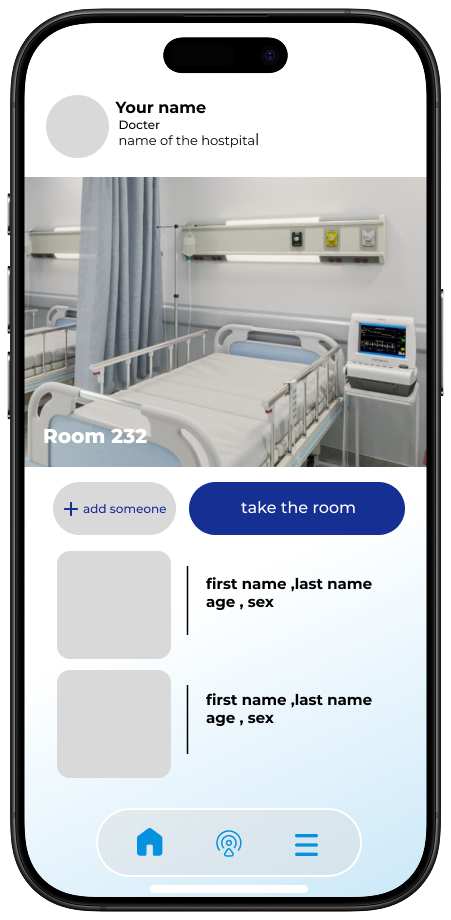 Your name
Docter
name of the hostpital
Room 232
+ add someone
take the room
first name ,last name
age , sex
first name ,last name
age , sex